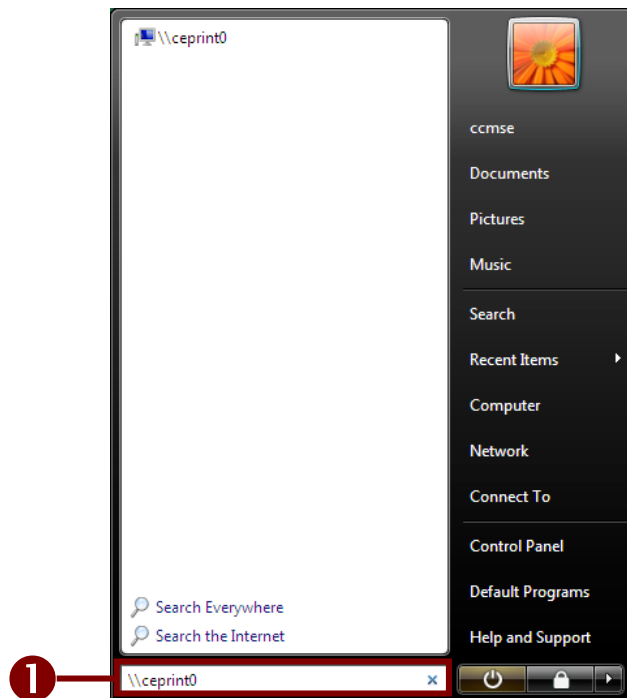 \\ceprint0
ccmse
Documents
Pictures
Music
Search
Recent Items
Computer
Network
Connect To
Control Panel
Default Programs
Help and Support
Search Everywhere
Search the Internet
1
\\ceprint0